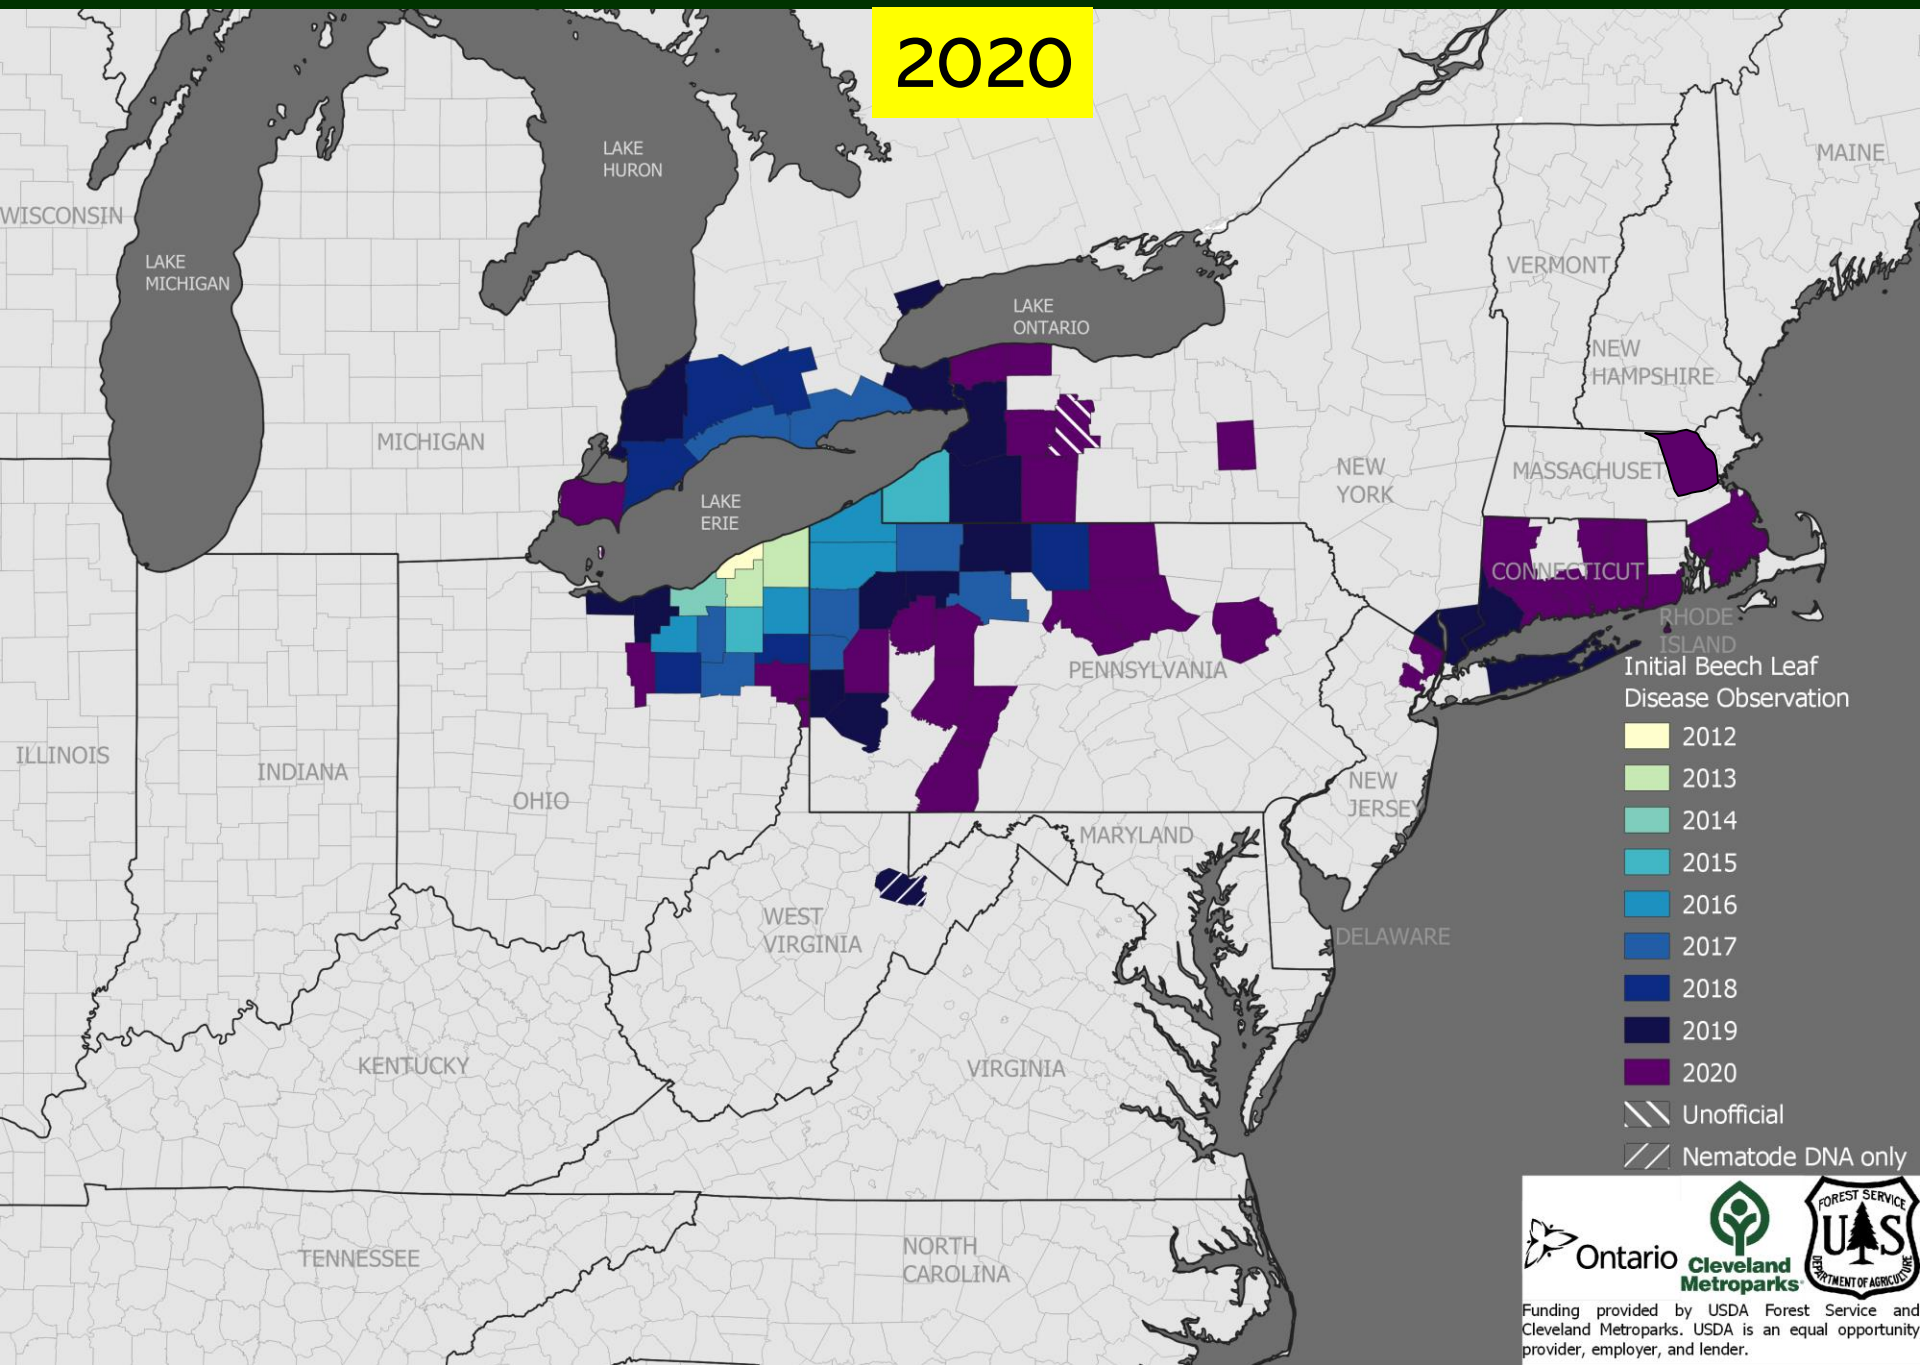 2020
LAKE
HURON
MAINE
WISCONSIN
LAKE
MICHIGAN
VERMONT
LAKE
ONTARIO
NEW
HAMPSHIRE
MICHIGAN
NEW
YORK
MASSACHUSET
LAKE
ERIE
CONNECTICUT
RHODE
ISLAND
PENNSYLVANIA
ILLINOIS
INDIANA
OHIO
NEW
JERSEY
MARYLAND
WEST
VIRGINIA
DELAWARE
KENTUCKY
VIRGINIA
TENNESSEE
NORTH
CAROLINA
Initial Beech Leaf
Disease Observation
2012
2013
2014
2015
2016
2017
2018
2019
2020
Unofficial
Nematode DNA only
Ontario
Cleveland
Metroparks
FOREST SERVICE
UAS
DEPARTMENT OF AGRICULTURE
Funding provided by USDA Forest Service and
Cleveland Metroparks. USDA is an equal opportunity
provider, employer, and lender.